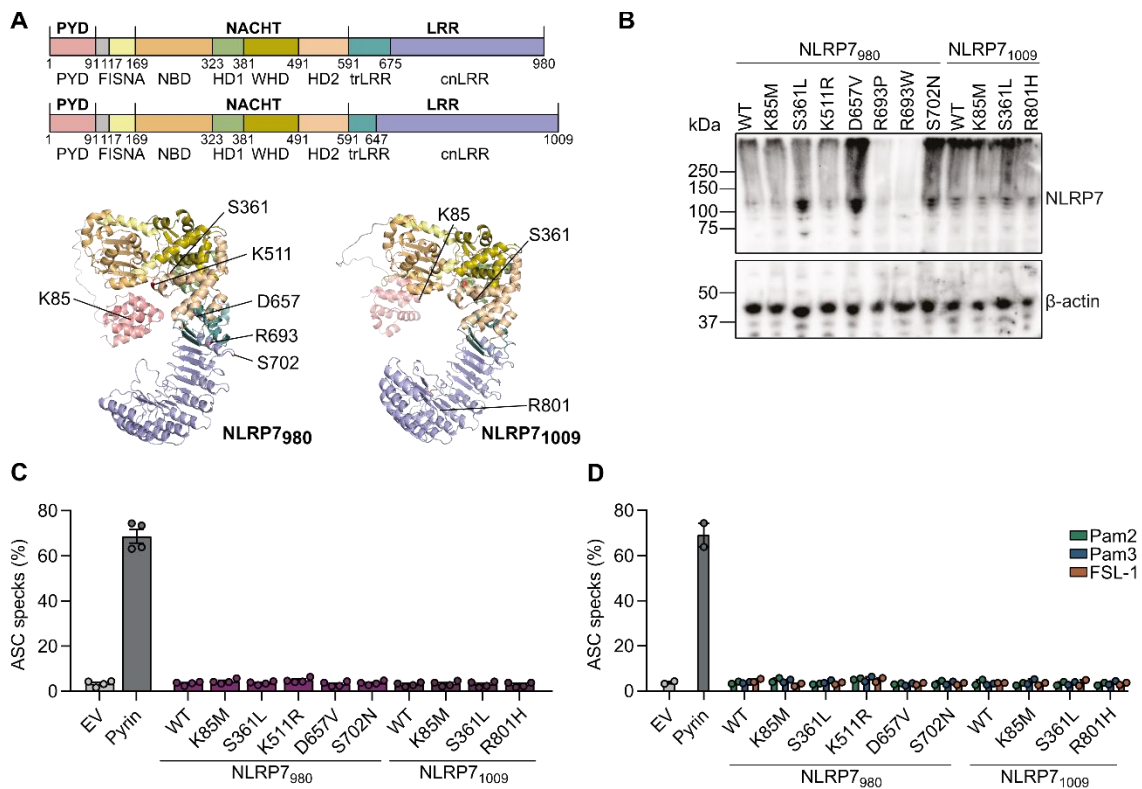 A
PYD NACHT LRR
1 91 117 169 323 381 491 591 675 980
PYD FISNA NBD HD1 WHD HD2 trLRR cnLRR
PYD NACHT LRR
1 91 117 169 323 381 491 591 647 1009
PYD FISNA NBD HD1 WHD HD2 trLRR cnLRR
S361
K511
K85
D657
R693
S702
NLRP7980
K85
S361
R801
NLRP71009
B
NLRP7980 NLRP71009
WT K85M S361L K511R D657V R693P R693W S702N WT K85M S361L R801H
kDa
250
150
100
75
NLRP7
50
37
β-actin
C
ASC specks (%)
80
60
40
20
0
EV Pyrin WT K85M S361L K511R D657V S702N WT K85M S361L R801H
NLRP7980 NLRP71009
D
ASC specks (%)
80
60
40
20
0
Pam2
Pam3
FSL-1
EV Pyrin WT K85M S361L K511R D657V S702N WT K85M S361L R801H
NLRP7980 NLRP71009